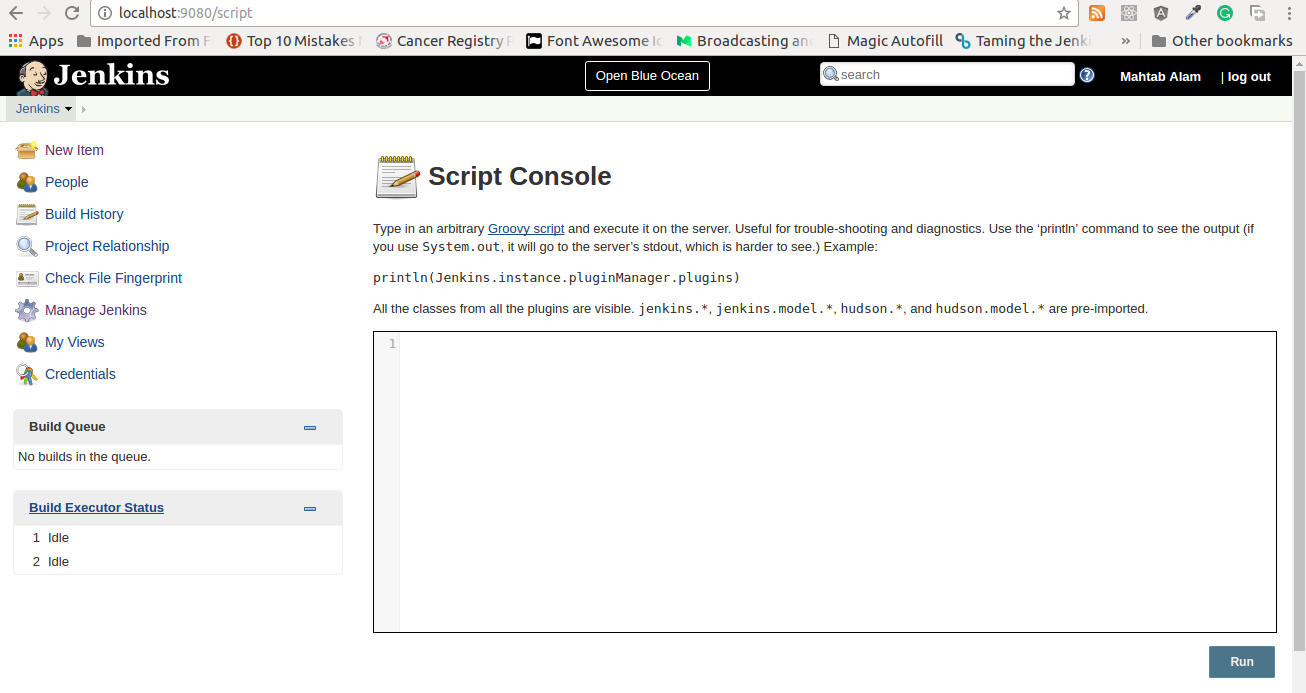 localhost:9080/script
Apps Imported From F Top 10 Mistakes Cancer Registry Font Awesome Ic Broadcasting an Magic Autofill Taming the Jenki » Other bookmarks
Jenkins Open Blue Ocean search ? Mahtab Alam | log out
Jenkins
New Item
People
Build History
Project Relationship
Check File Fingerprint
Manage Jenkins
My Views
Credentials
Build Queue
No builds in the queue.
Build Executor Status
1 Idle
2 Idle
Script Console
Type in an arbitrary Groovy script and execute it on the server. Useful for trouble-shooting and diagnostics. Use the ‘println’ command to see the output (if
you use System.out, it will go to the server’s stdout, which is harder to see.) Example:
println(Jenkins.instance.pluginManager.plugins)
All the classes from all the plugins are visible. jenkins.*, jenkins.model.*, hudson.*, and hudson.model.* are pre-imported.
1
Run